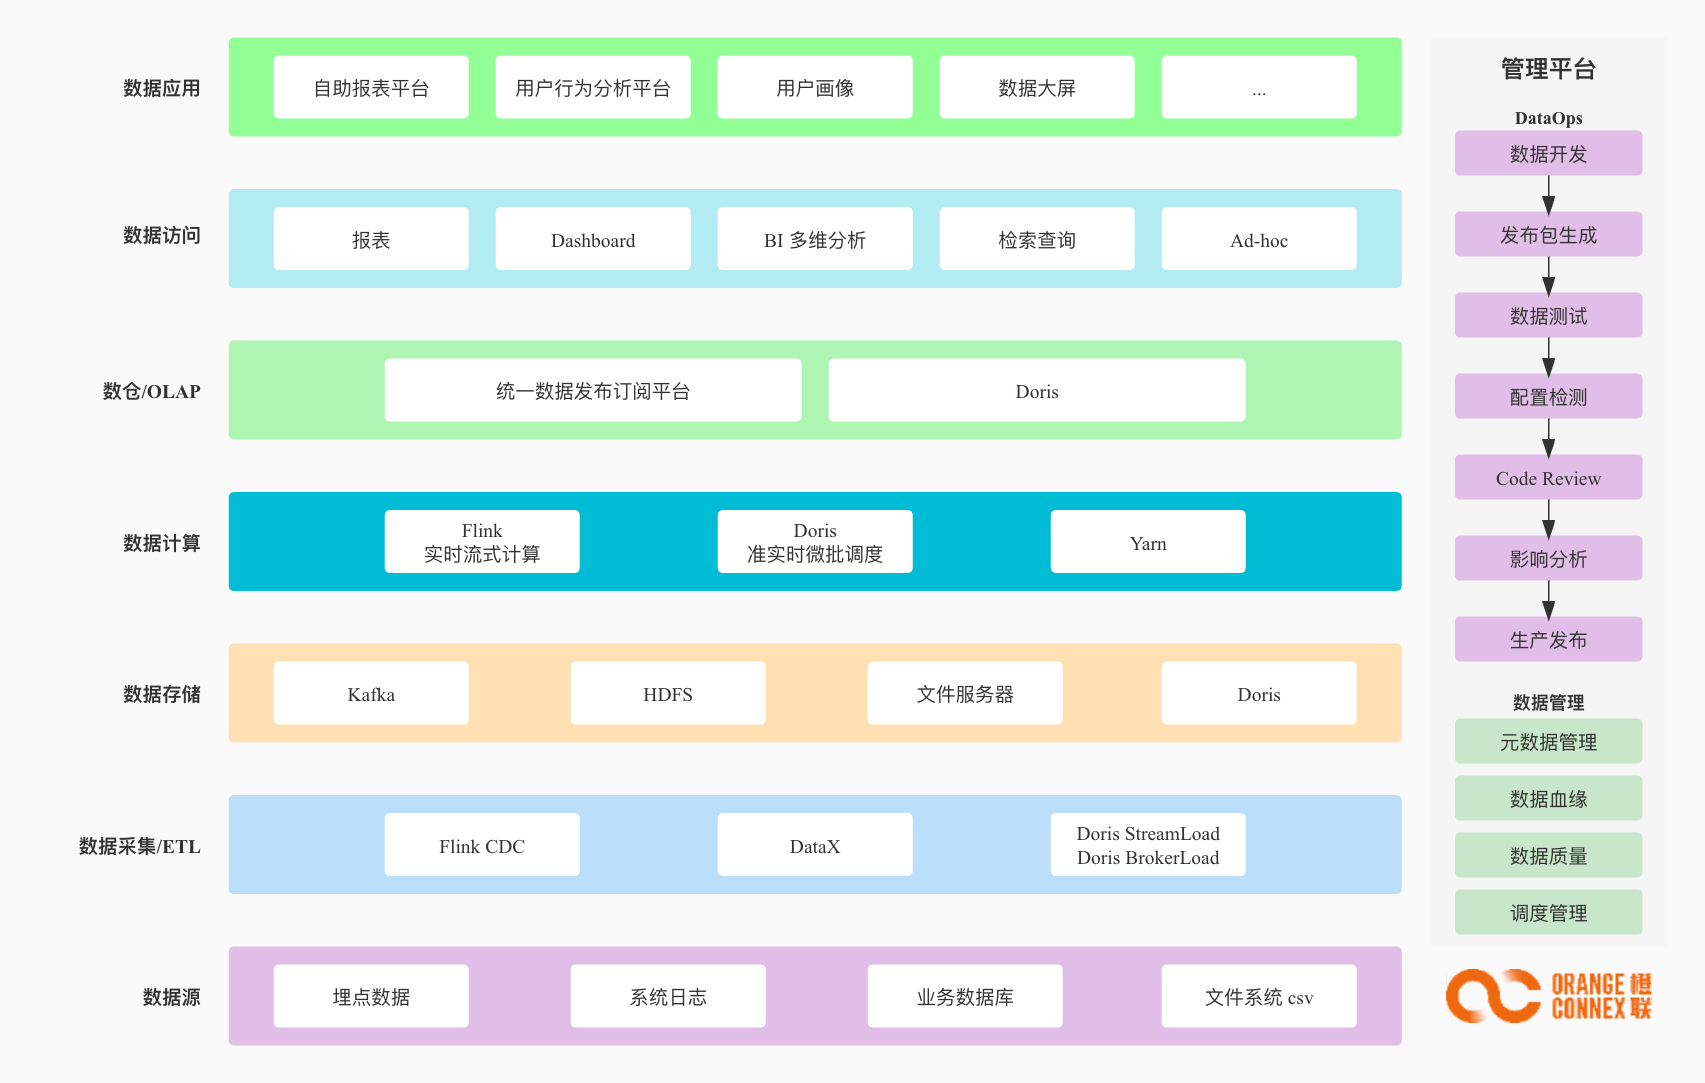 数据应用
自助报表平台
用户行为分析平台
用户画像
数据大屏
...
数据访问
报表
Dashboard
BI 多维分析
检索查询
Ad-hoc
数仓/OLAP
统一数据发布订阅平台
Doris
数据计算
Flink
实时流式计算
Doris
准实时微批调度
Yarn
数据存储
Kafka
HDFS
文件服务器
Doris
数据采集/ETL
Flink CDC
DataX
Doris StreamLoad
Doris BrokerLoad
数据源
埋点数据
系统日志
业务数据库
文件系统 csv
管理平台
DataOps
数据开发
发布包生成
数据测试
配置检测
Code Review
影响分析
生产发布
数据管理
元数据管理
数据血缘
数据质量
调度管理
ORANGE 橙
CONNEX 联